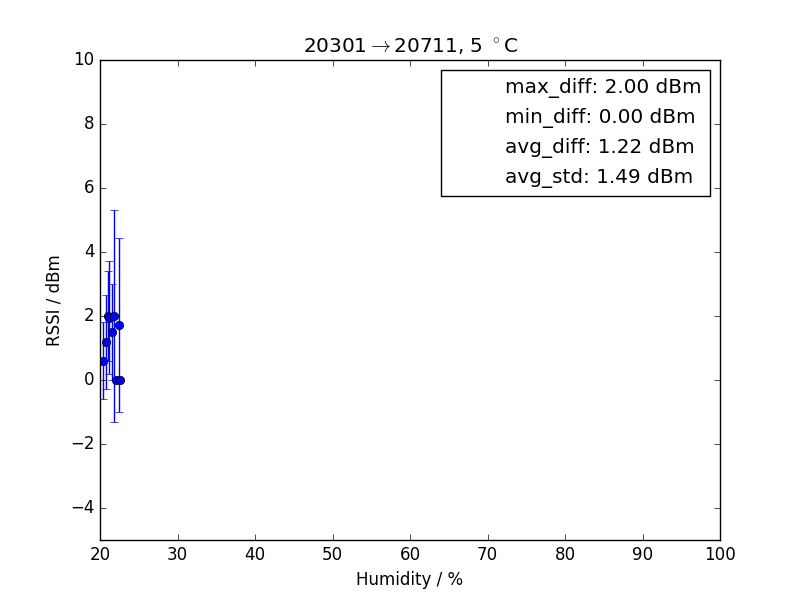 20301→20711, 5 °C
max_diff: 2.00 dBm
min_diff: 0.00 dBm
avg_diff: 1.22 dBm
avg_std: 1.49 dBm
RSSI / dBm
10
8
6
4
2
0
−2
−4
20 30 40 50 60 70 80 90 100
Humidity / %